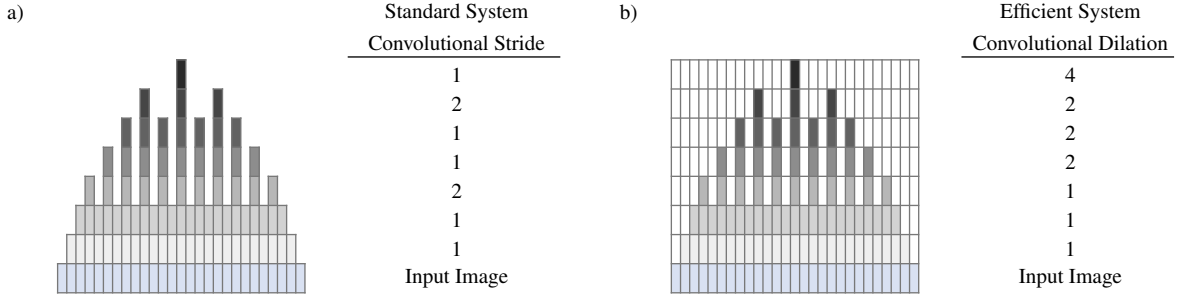 a)
Standard System
Convolutional Stride
1
2
1
1
2
1
1
Input Image
b)
Efficient System
Convolutional Dilation
4
2
2
2
1
1
1
Input Image